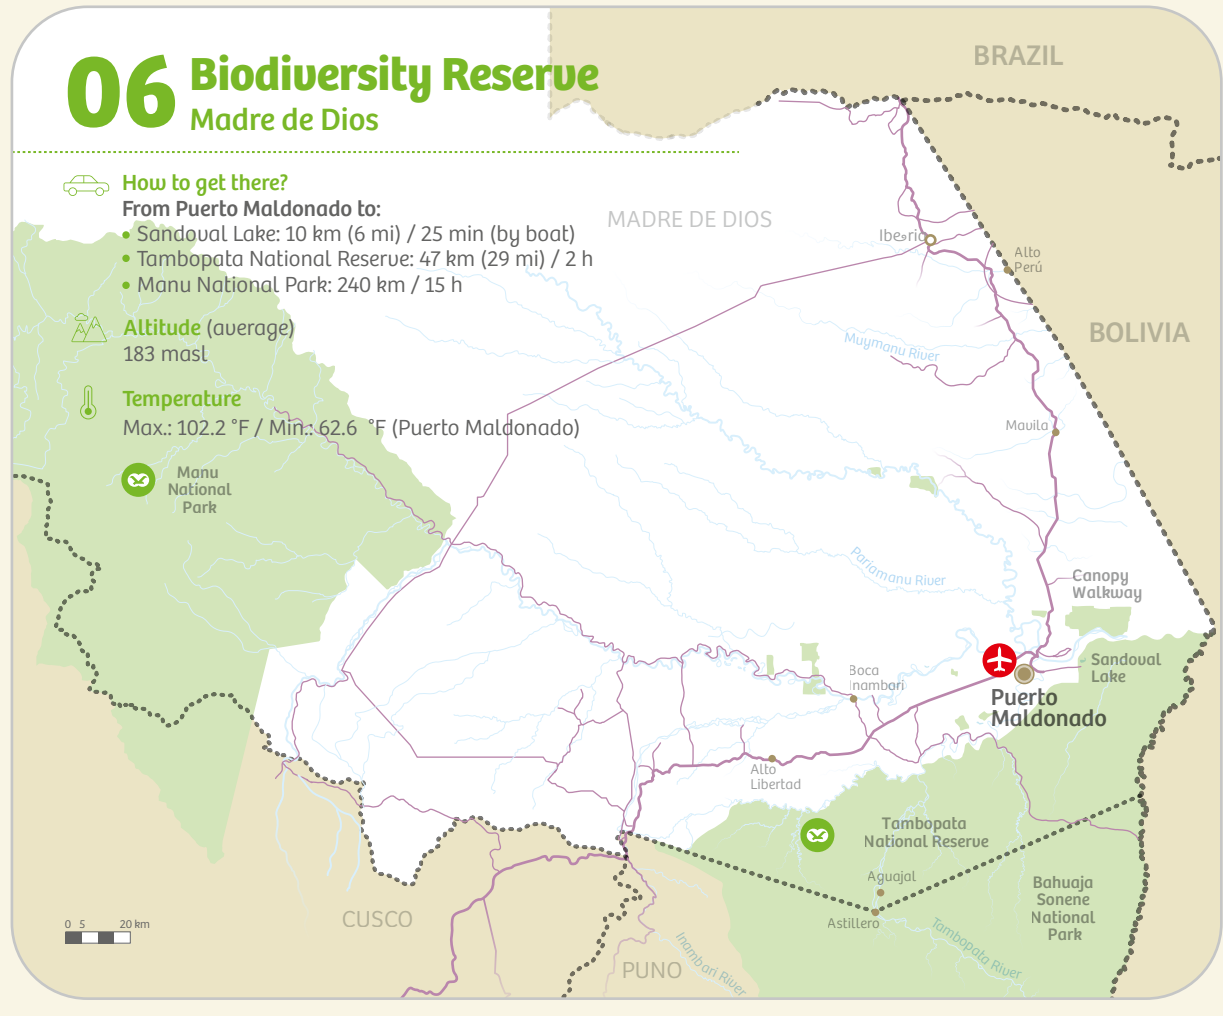 06 Biodiversity Reserve
Madre de Dios
How to get there?
From Puerto Maldonado to:
• Sandoval Lake: 10 km (6 mi) / 25 min (by boat)
• Tambopata National Reserve: 47 km (29 mi) / 2 h
• Manu National Park: 240 km / 15 h
Altitude (average)
183 masl
Temperature
Max.: 102.2 °F / Min.: 62.6 °F (Puerto Maldonado)
BRAZIL
MADRE DE DIOS
Iberia
Alto
Perú
BOLIVIA
Muymanu River
Mavila
Manu
National
Park
Pariamanu River
Canopy
Walkway
Sandoval
Lake
Boca
Inambari
Puerto
Maldonado
Alto
Libertad
Tambopata
National Reserve
Aguajal
Astillero
Bahuaja
Sonene
National
Park
Tambopata River
Inambari River
CUSCO
PUNO
0 5 20 km